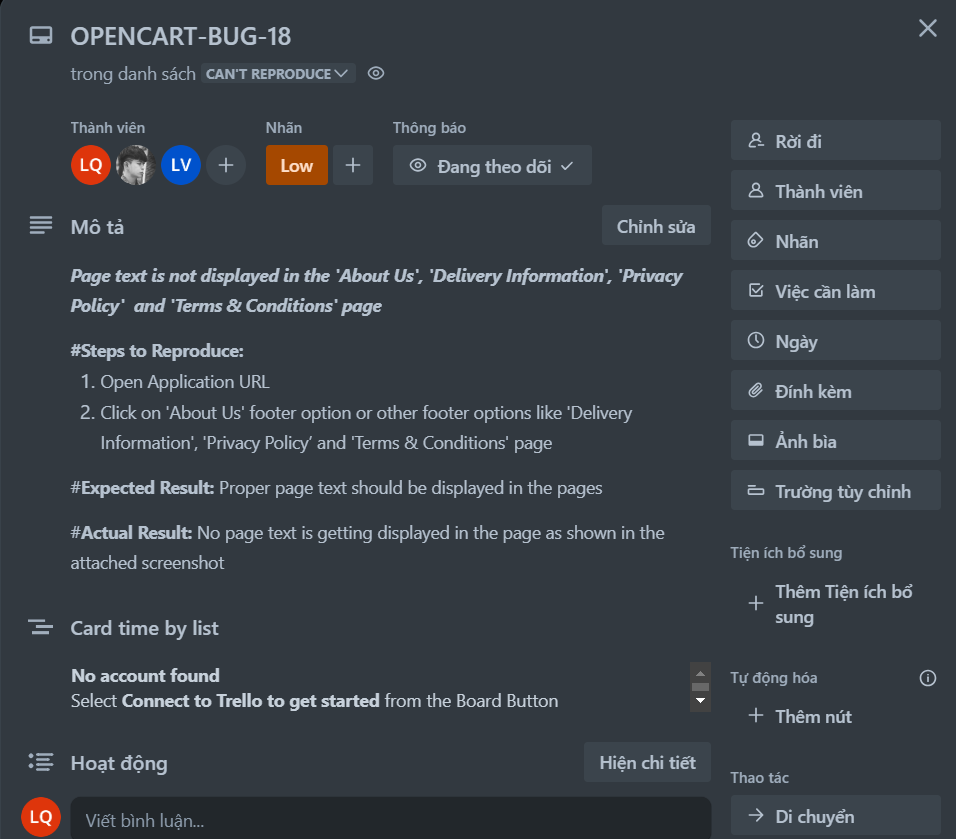 OPENCART-BUG-18
trong danh sách CAN'T REPRODUCE
Thành viên
Nhãn
Thông báo
LQ
LV
Low
Đang theo dõi
Mô tả
Chỉnh sửa
Page text is not displayed in the 'About Us', 'Delivery Information', 'Privacy
Policy'  and 'Terms & Conditions' page
#Steps to Reproduce:
1. Open Application URL
2. Click on 'About Us' footer option or other footer options like 'Delivery
Information', 'Privacy Policy’ and 'Terms & Conditions' page
#Expected Result: Proper page text should be displayed in the pages
#Actual Result: No page text is getting displayed in the page as shown in the
attached screenshot
Card time by list
No account found
Select Connect to Trello to get started from the Board Button
Hoạt động
Hiện chi tiết
LQ
Viết bình luận...
Rời đi
Thành viên
Nhãn
Việc cần làm
Ngày
Đính kèm
Ảnh bìa
Trường tùy chỉnh
Tiện ích bổ sung
Thêm Tiện ích bổ
sung
Tự động hóa
Thêm nút
Thao tác
Di chuyển